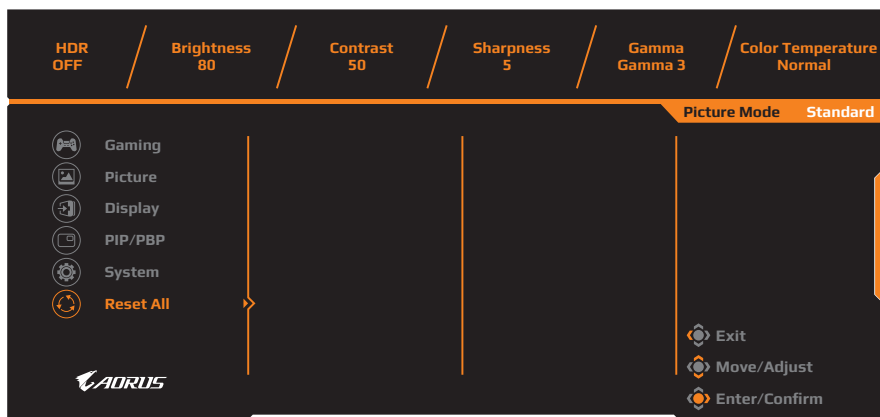 HDR
OFF
Brightness
80
Contrast
50
Sharpness
5
Gamma
Gamma 3
Color Temperature
Normal
Picture Mode Standard
Gaming
Picture
Display
PIP/PBP
System
Reset All
Exit
Move/Adjust
Enter/Confirm
AORUS